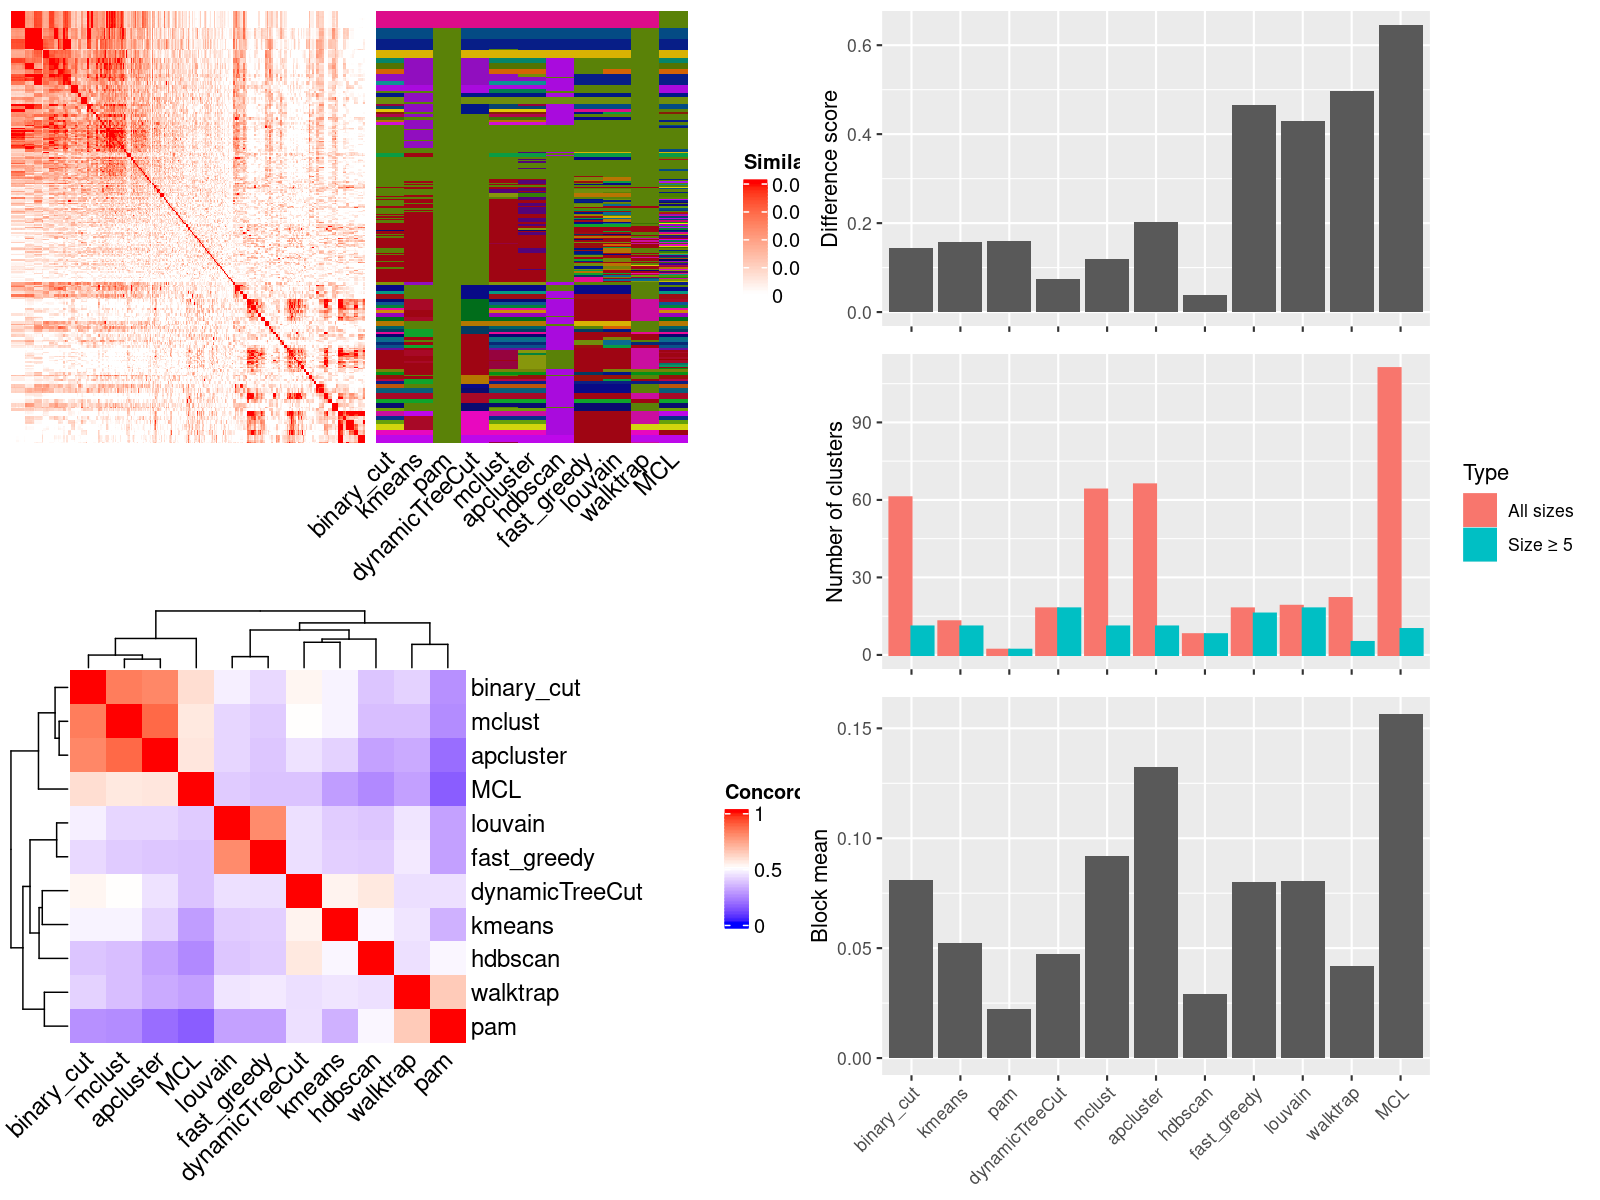 Simila
0.0
0.0
0.0
0.0
0
binary_cut
kmeans
pam
dynamicTreeCut
mclust
apcluster
hdbscan
fast_greedy
louvain
walktrap
MCL
binary_cut
mclust
apcluster
MCL
louvain
fast_greedy
dynamicTreeCut
kmeans
hdbscan
walktrap
pam
binary_cut
mclust
apcluster
MCL
louvain
fast_greedy
dynamicTreeCut
kmeans
hdbscan
walktrap
pam
Concord
1
0.5
0
Difference score
0.6
0.4
0.2
0.0
Number of clusters
90
60
30
0
Type
All sizes
Size ≥ 5
Block mean
0.15
0.10
0.05
0.00
binary_cut
kmeans
pam
dynamicTreeCut
mclust
apcluster
hdbscan
fast_greedy
louvain
walktrap
MCL